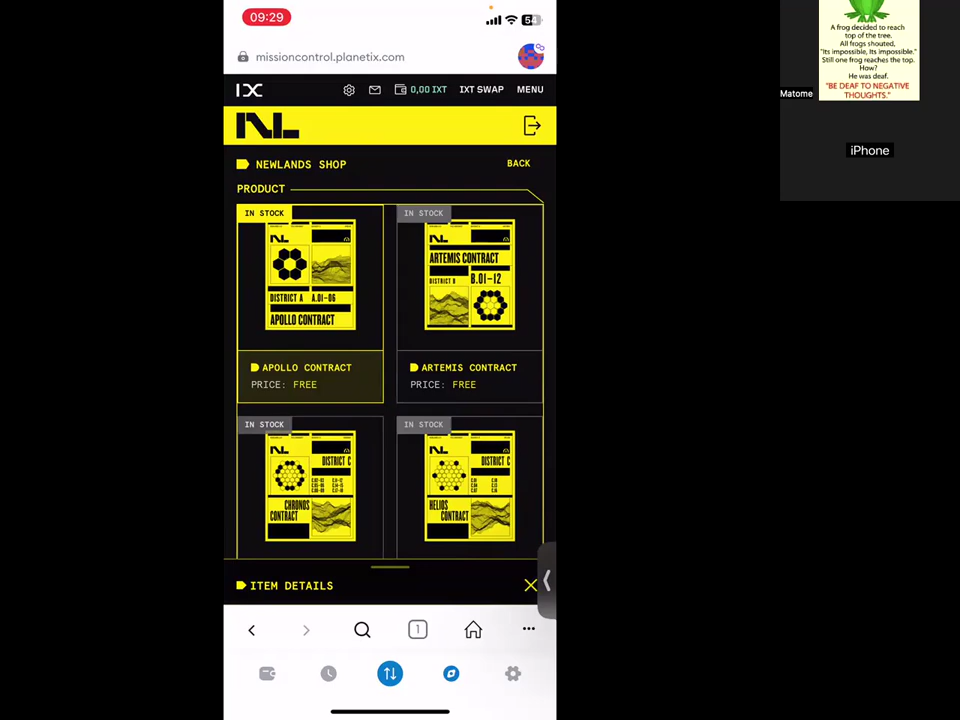 09:29
54
missioncontrol.planetix.com
IX
0,00 IXT
IXT SWAP
MENU
NL
NEWLANDS SHOP
BACK
PRODUCT
IN STOCK
NL
DISTRICT A A.01-06
APOLLO CONTRACT
APOLLO CONTRACT
PRICE: FREE
IN STOCK
NL
ARTEMIS CONTRACT
DISTRICT B
B.01-12
ARTEMIS CONTRACT
PRICE: FREE
IN STOCK
NL
DISTRICT C
CHRONOS
CONTRACT
IN STOCK
NL
DISTRICT C
HELIOS
CONTRACT
ITEM DETAILS
1
A frog decided to reach
top of the tree.
All frogs shouted,
"Its impossible, Its impossible."
Still one frog reaches the top.
How?
He was deaf.
"BE DEAF TO NEGATIVE
THOUGHTS."
Matome
iPhone